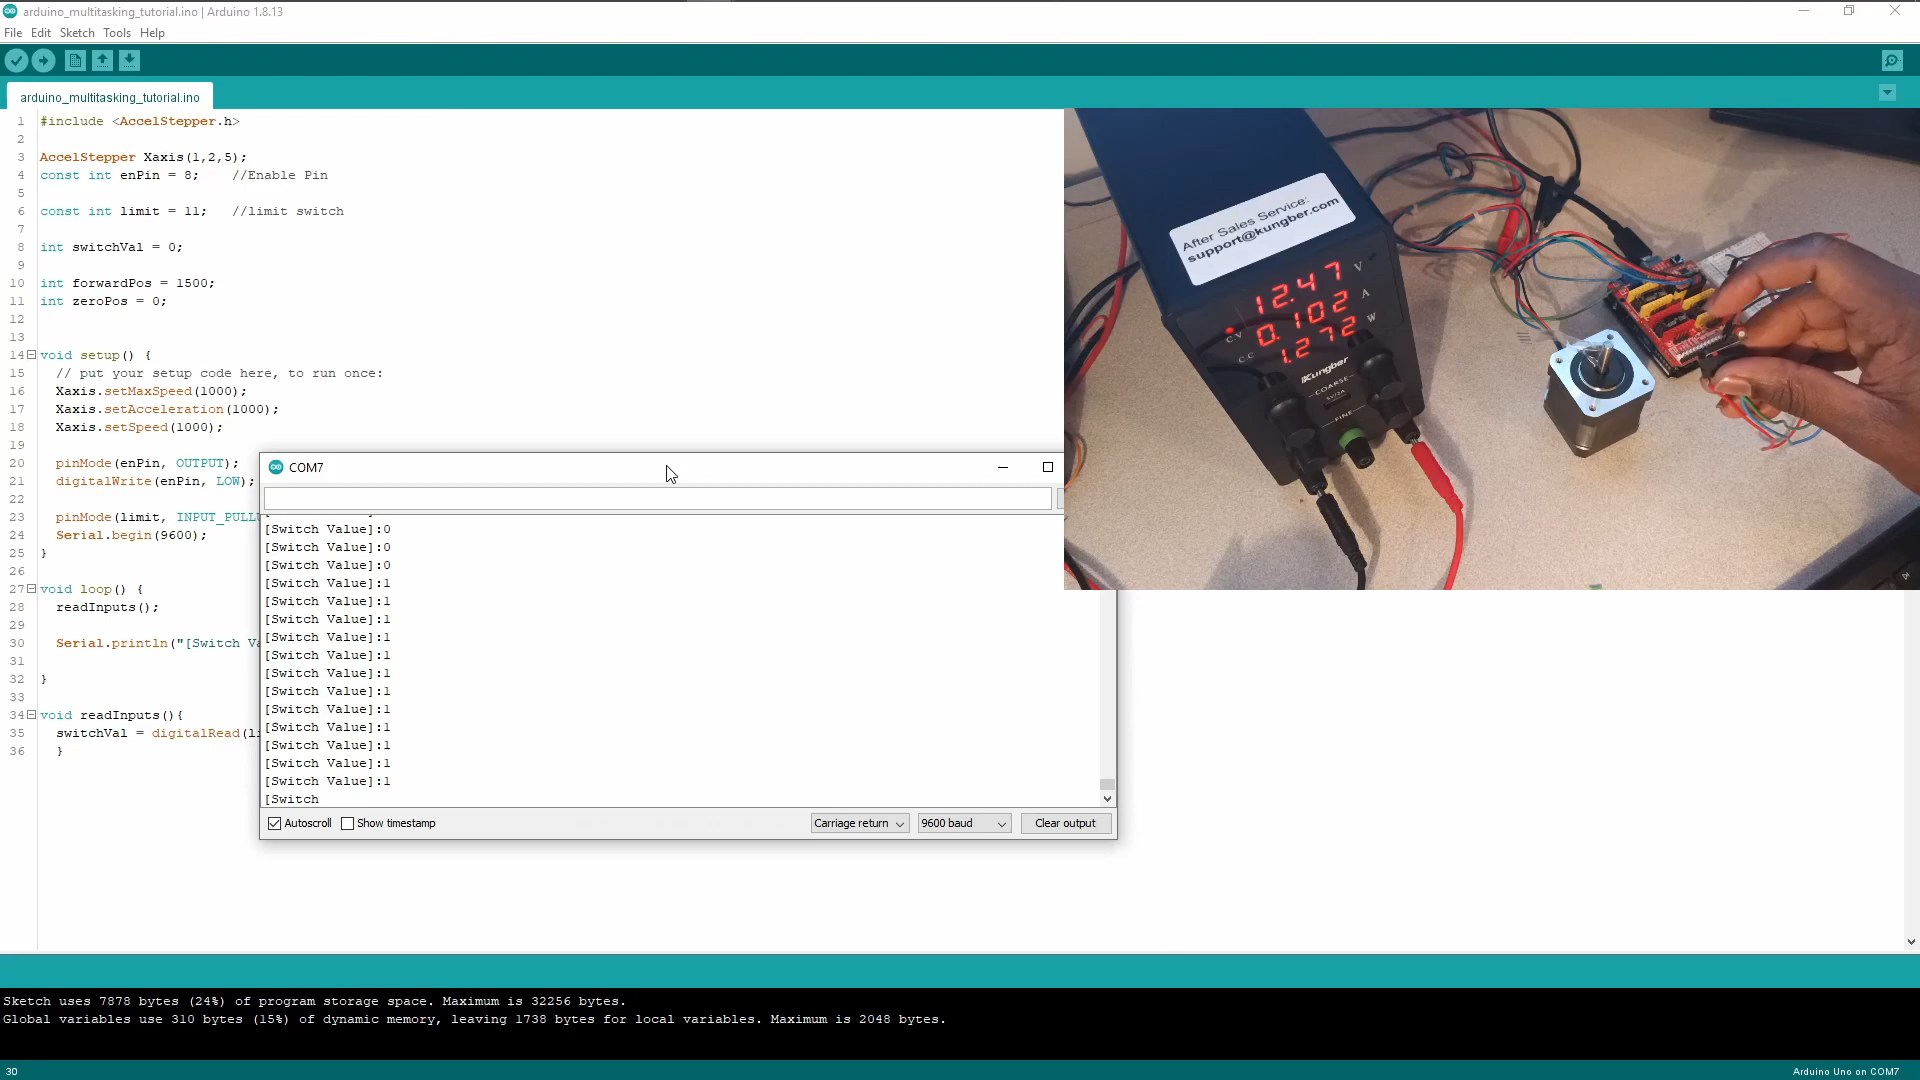 arduino_multitasking_tutorial.ino | Arduino 1.8.13
File Edit Sketch Tools Help
arduino_multitasking_tutorial.ino
1 #include <AccelStepper.h>
2
3 AccelStepper Xaxis(1,2,5);
4 const int enPin = 8; //Enable Pin
5
6 const int limit = 11; //limit switch
7
8 int switchVal = 0;
9
10 int forwardPos = 1500;
11 int zeroPos = 0;
12
13
14 void setup() {
15 // put your setup code here, to run once:
16 Xaxis.setMaxSpeed(1000);
17 Xaxis.setAcceleration(1000);
18 Xaxis.setSpeed(1000);
19
20 pinMode(enPin, OUTPUT);
21 digitalWrite(enPin, LOW);
22
23 pinMode(limit, INPUT_PULLU
24 Serial.begin(9600);
25 }
26
27 void loop() {
28 readInputs();
29
30 Serial.println("[Switch Va
31
32 }
33
34 void readInputs(){
35 switchVal = digitalRead(li
36 }
COM7
[Switch Value]:0
[Switch Value]:0
[Switch Value]:0
[Switch Value]:1
[Switch Value]:1
[Switch Value]:1
[Switch Value]:1
[Switch Value]:1
[Switch Value]:1
[Switch Value]:1
[Switch Value]:1
[Switch Value]:1
[Switch Value]:1
[Switch Value]:1
[Switch Value]:1
[Switch
Autoscroll Show timestamp Carriage return 9600 baud Clear output
After Sales Service:
support@kungber.com
12.47 V
0.102 A
1.272 W
C.V
C.C
Kungber
COARSE
FINE
Sketch uses 7878 bytes (24%) of program storage space. Maximum is 32256 bytes.
Global variables use 310 bytes (15%) of dynamic memory, leaving 1738 bytes for local variables. Maximum is 2048 bytes.
30 Arduino Uno on COM7